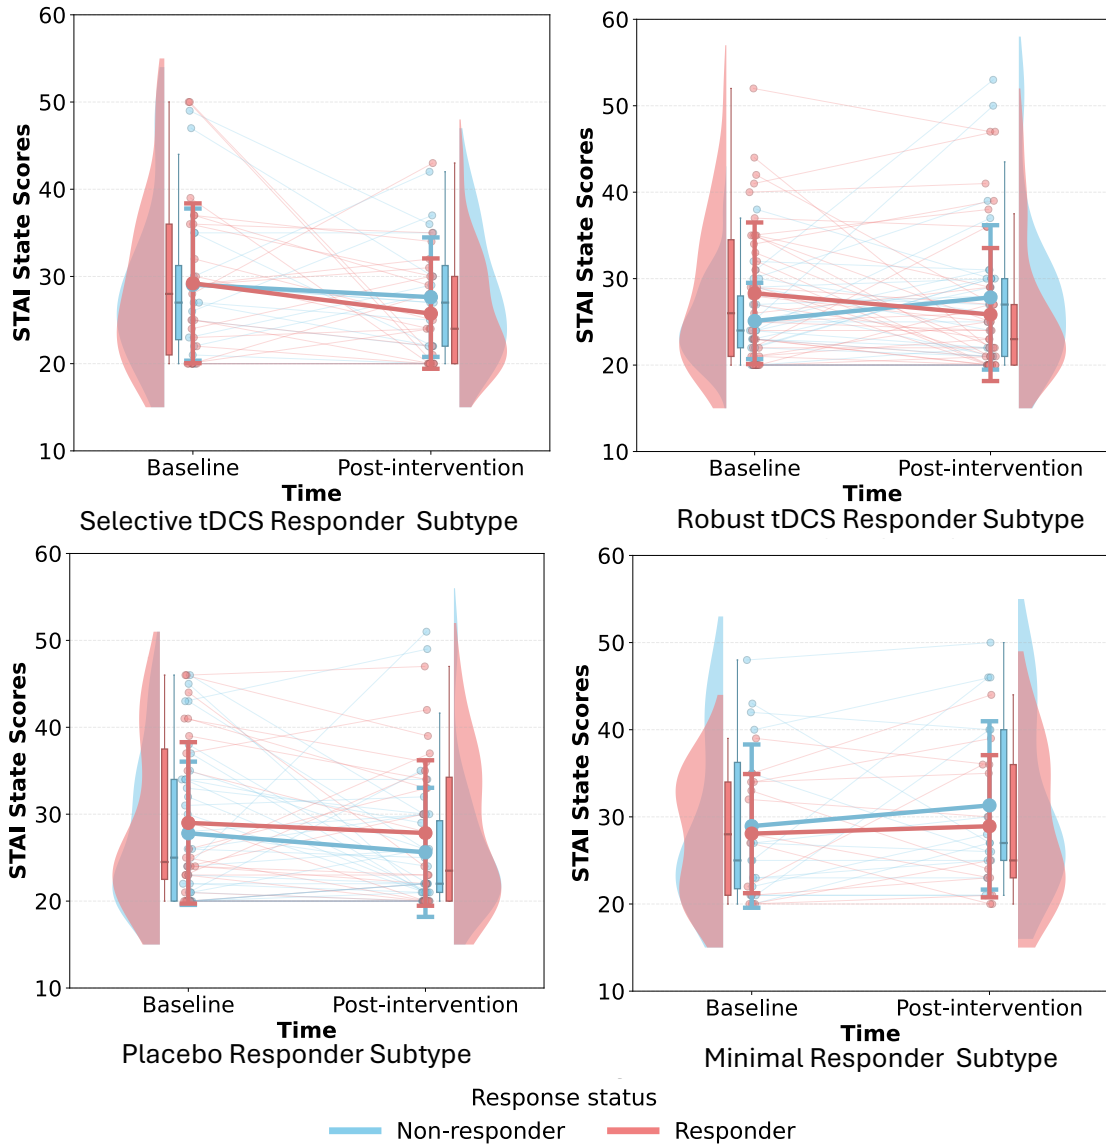 60
50
40
30
20
10
STAI State Scores
Baseline
Post-intervention
Time
Selective tDCS Responder Subtype
60
50
40
30
20
10
STAI State Scores
Baseline
Post-intervention
Time
Robust tDCS Responder Subtype
60
50
40
30
20
10
STAI State Scores
Baseline
Post-intervention
Time
Placebo Responder Subtype
60
50
40
30
20
10
STAI State Scores
Baseline
Post-intervention
Time
Minimal Responder Subtype
Response status
Non-responder
Responder